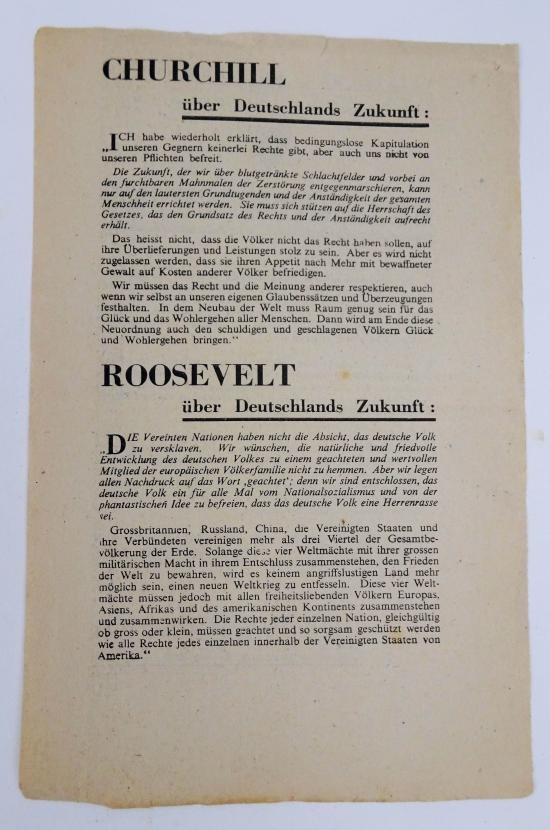 CHURCHILL
über Deutschlands Zukunft :
„ICH habe wiederholt erklärt, dass bedingungslose Kapitulation
unseren Gegnern keinerlei Rechte gibt, aber auch uns nicht von
unseren Pflichten befreit.
Die Zukunft, der wir über blutgetränkte Schlachtfelder und vorbei an
den furchtbaren Mahnmalen der Zerstörung entgegenmarschieren, kann
nur auf den lautersten Grundtugenden und der Anständigkeit der gesamten
Menschheit errichtet werden. Sie muss sich stützen auf die Herrschaft des
Gesetzes, das den Grundsatz des Rechts und der Anständigkeit aufrecht
erhält.
Das heisst nicht, dass die Völker nicht das Recht haben sollen, auf
ihre Überlieferungen und Leistungen stolz zu sein. Aber es wird nicht
zugelassen werden, dass sie ihren Appetit nach Mehr mit bewaffneter
Gewalt auf Kosten anderer Völker befriedigen.
Wir müssen das Recht und die Meinung anderer respektieren, auch
wenn wir selbst an unseren eigenen Glaubenssätzen und Überzeugungen
festhalten. In dem Neubau der Welt muss Raum genug sein für das
Glück und das Wohlergehen aller Menschen. Dann wird am Ende diese
Neuordnung auch den schuldigen und geschlagenen Völkern Glück
und Wohlergehen bringen.“
ROOSEVELT
über Deutschlands Zukunft :
„DIE Vereinten Nationen haben nicht die Absicht, das deutsche Volk
zu versklaven. Wir wünschen, die natürliche und friedvolle
Entwicklung des deutschen Volkes zu einem geachteten und wertvollen
Mitglied der europäischen Völkerfamilie nicht zu hemmen. Aber wir legen
allen Nachdruck auf das Wort ‚geachtet‘; denn wir sind entschlossen, das
deutsche Volk ein für alle Mal vom Nationalsozialismus und von der
phantastischen Idee zu befreien, dass das deutsche Volk eine Herrenrasse
sei.
Grossbritannien, Russland, China, die Vereinigten Staaten und
ihre Verbündeten vereinigen mehr als drei Viertel der Gesamtbe-
völkerung der Erde. Solange diese vier Weltmächte mit ihrer grossen
militärischen Macht in ihrem Entschluss zusammenstehen, den Frieden
der Welt zu bewahren, wird es keinem angriffslustigen Land mehr
möglich sein, einen neuen Weltkrieg zu entfesseln. Diese vier Welt-
mächte müssen jedoch mit allen freiheitsliebenden Völkern Europas,
Asiens, Afrikas und des amerikanischen Kontinents zusammenstehen
und zusammenwirken. Die Rechte jeder einzelnen Nation, gleichgültig
ob gross oder klein, müssen geachtet und so sorgsam geschützt werden
wie alle Rechte jedes einzelnen innerhalb der Vereinigten Staaten von
Amerika.“